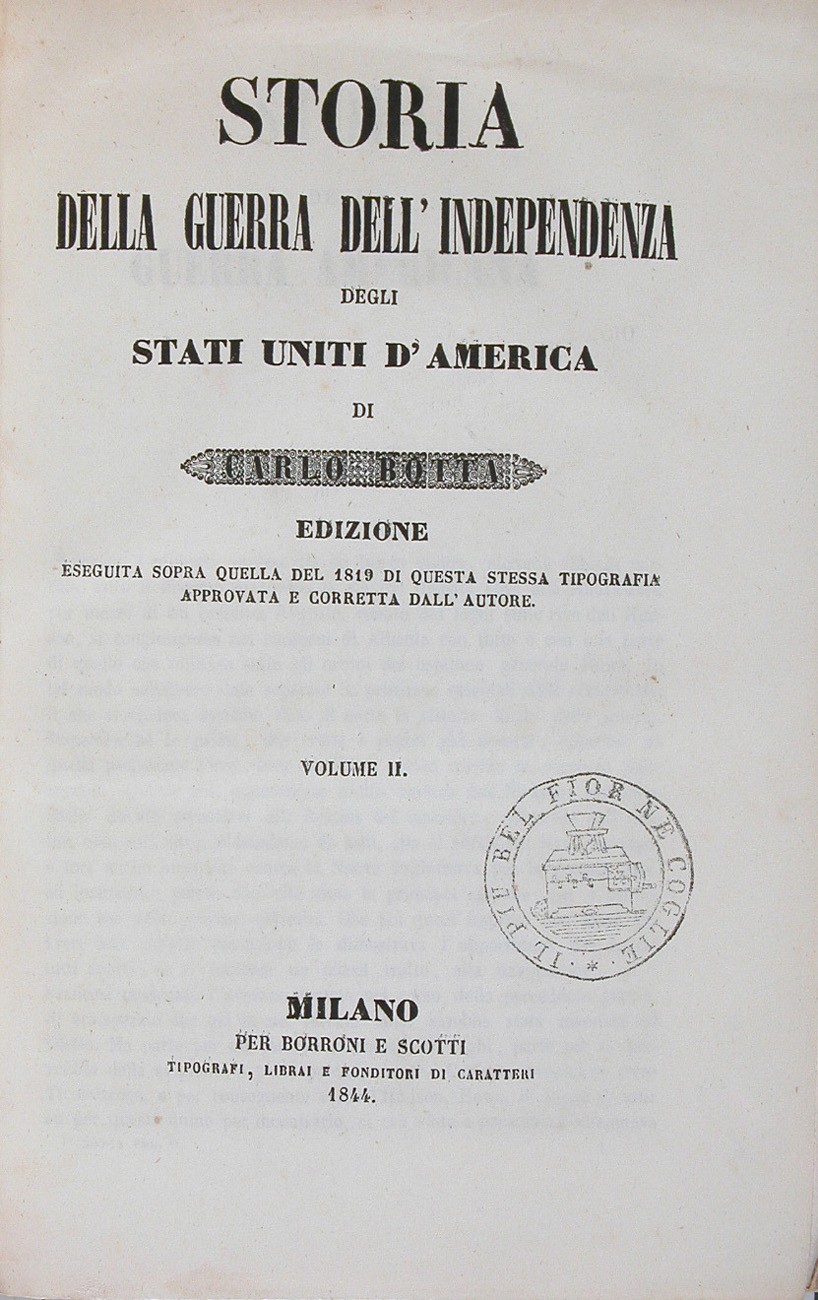 STORIA
DELLA GUERRA DELL' INDEPENDENZA
DEGLI
STATI UNITI D' AMERICA
DI
CARLO BOTTA
EDIZIONE
ESEGUITA SOPRA QUELLA DEL 1819 DI QUESTA STESSA TIPOGRAFIA
APPROVATA E CORRETTA DALL' AUTORE.
VOLUME II.
IL PIÙ BEL FIOR NE COGLIE
MILANO
PER BORRONI E SCOTTI
TIPOGRAFI, LIBRAI E FONDITORI DI CARATTERI
1844.